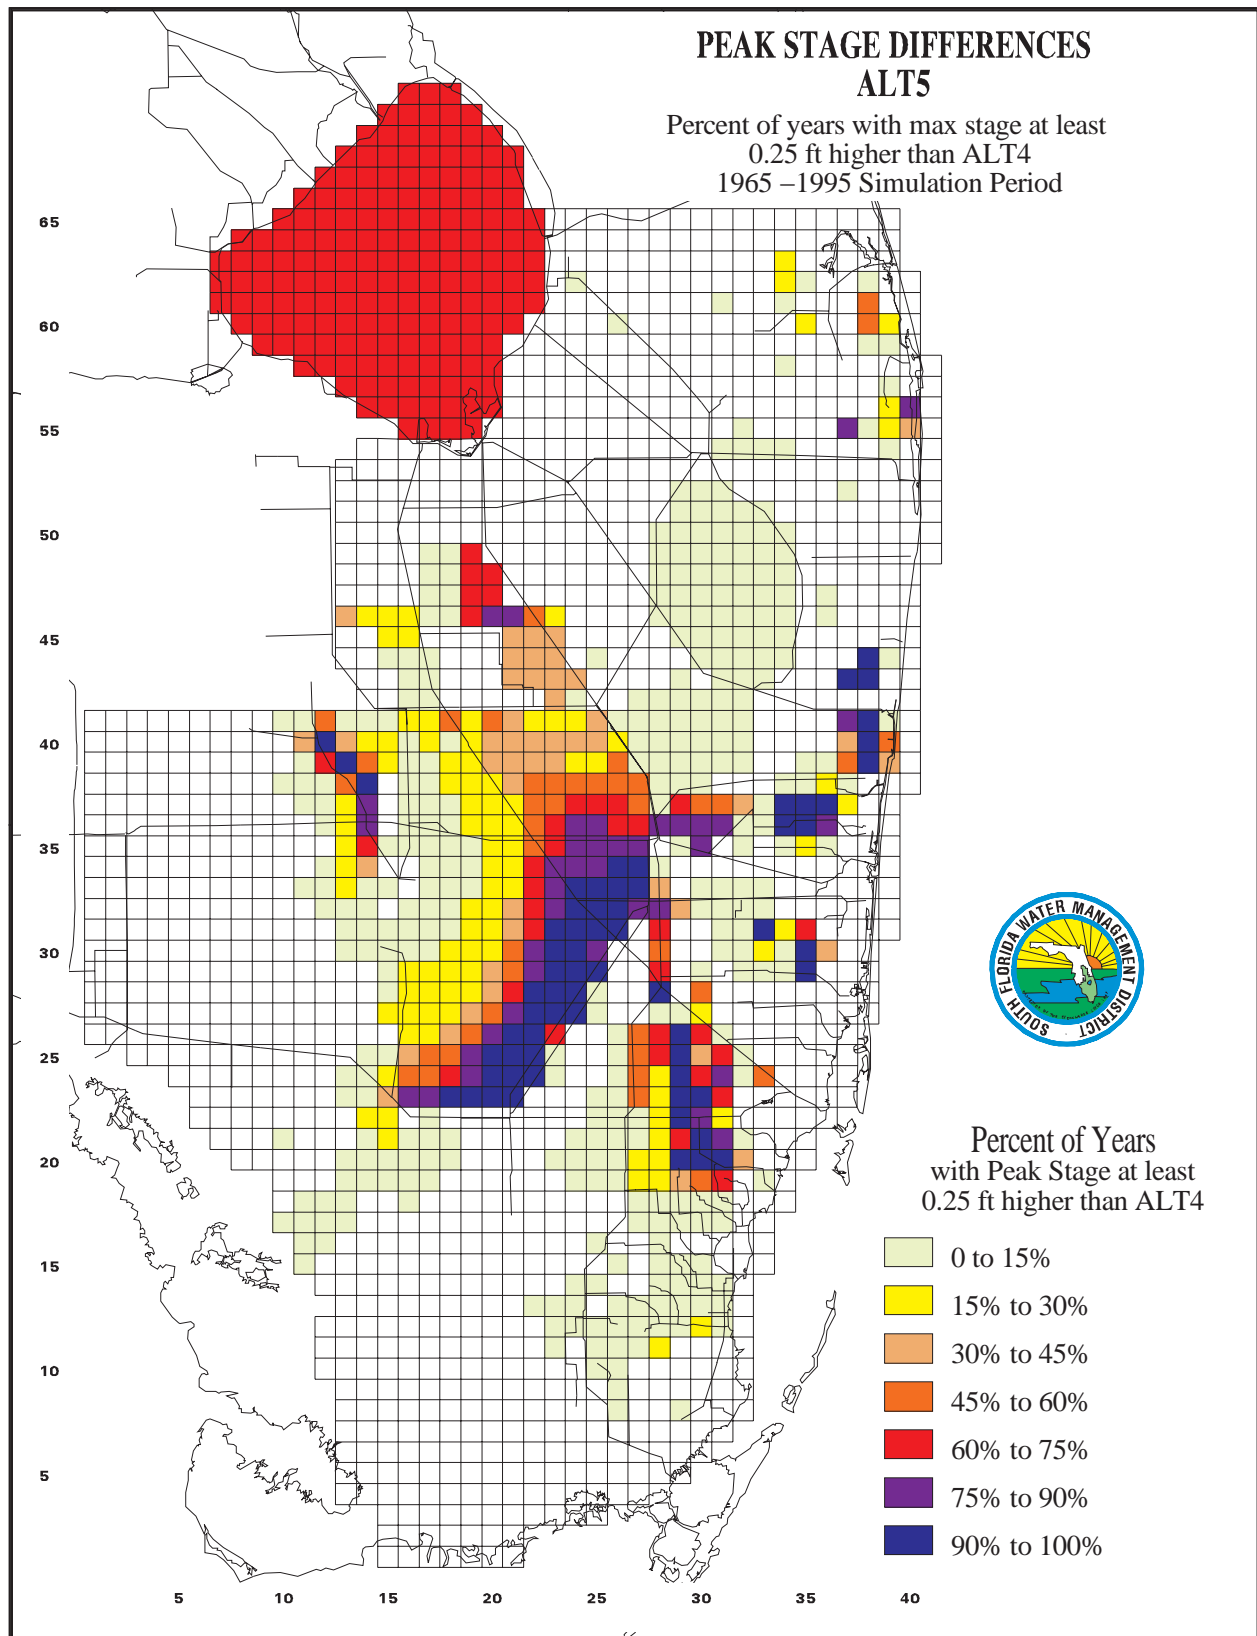 PEAK STAGE DIFFERENCES
ALT5
Percent of years with max stage at least
0.25 ft higher than ALT4
1965 –1995 Simulation Period
65
60
55
50
45
40
35
30
25
20
15
10
5
5 10 15 20 25 30 35 40
SOUTH FLORIDA WATER MANAGEMENT DISTRICT
Percent of Years
with Peak Stage at least
0.25 ft higher than ALT4
0 to 15%
15% to 30%
30% to 45%
45% to 60%
60% to 75%
75% to 90%
90% to 100%